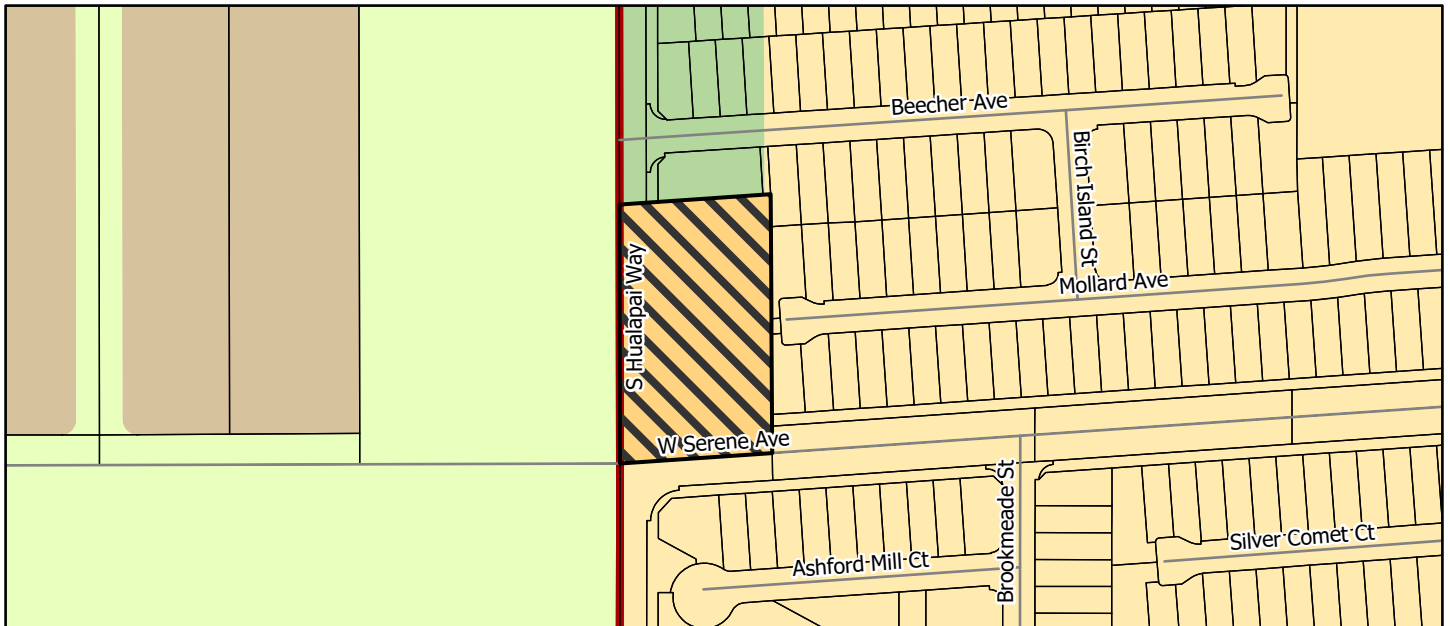 Beecher Ave
Birch Island St
S Hualapai Way
Mollard Ave
W Serene Ave
Brookmeade St
Silver Comet Ct
Ashford Mill Ct